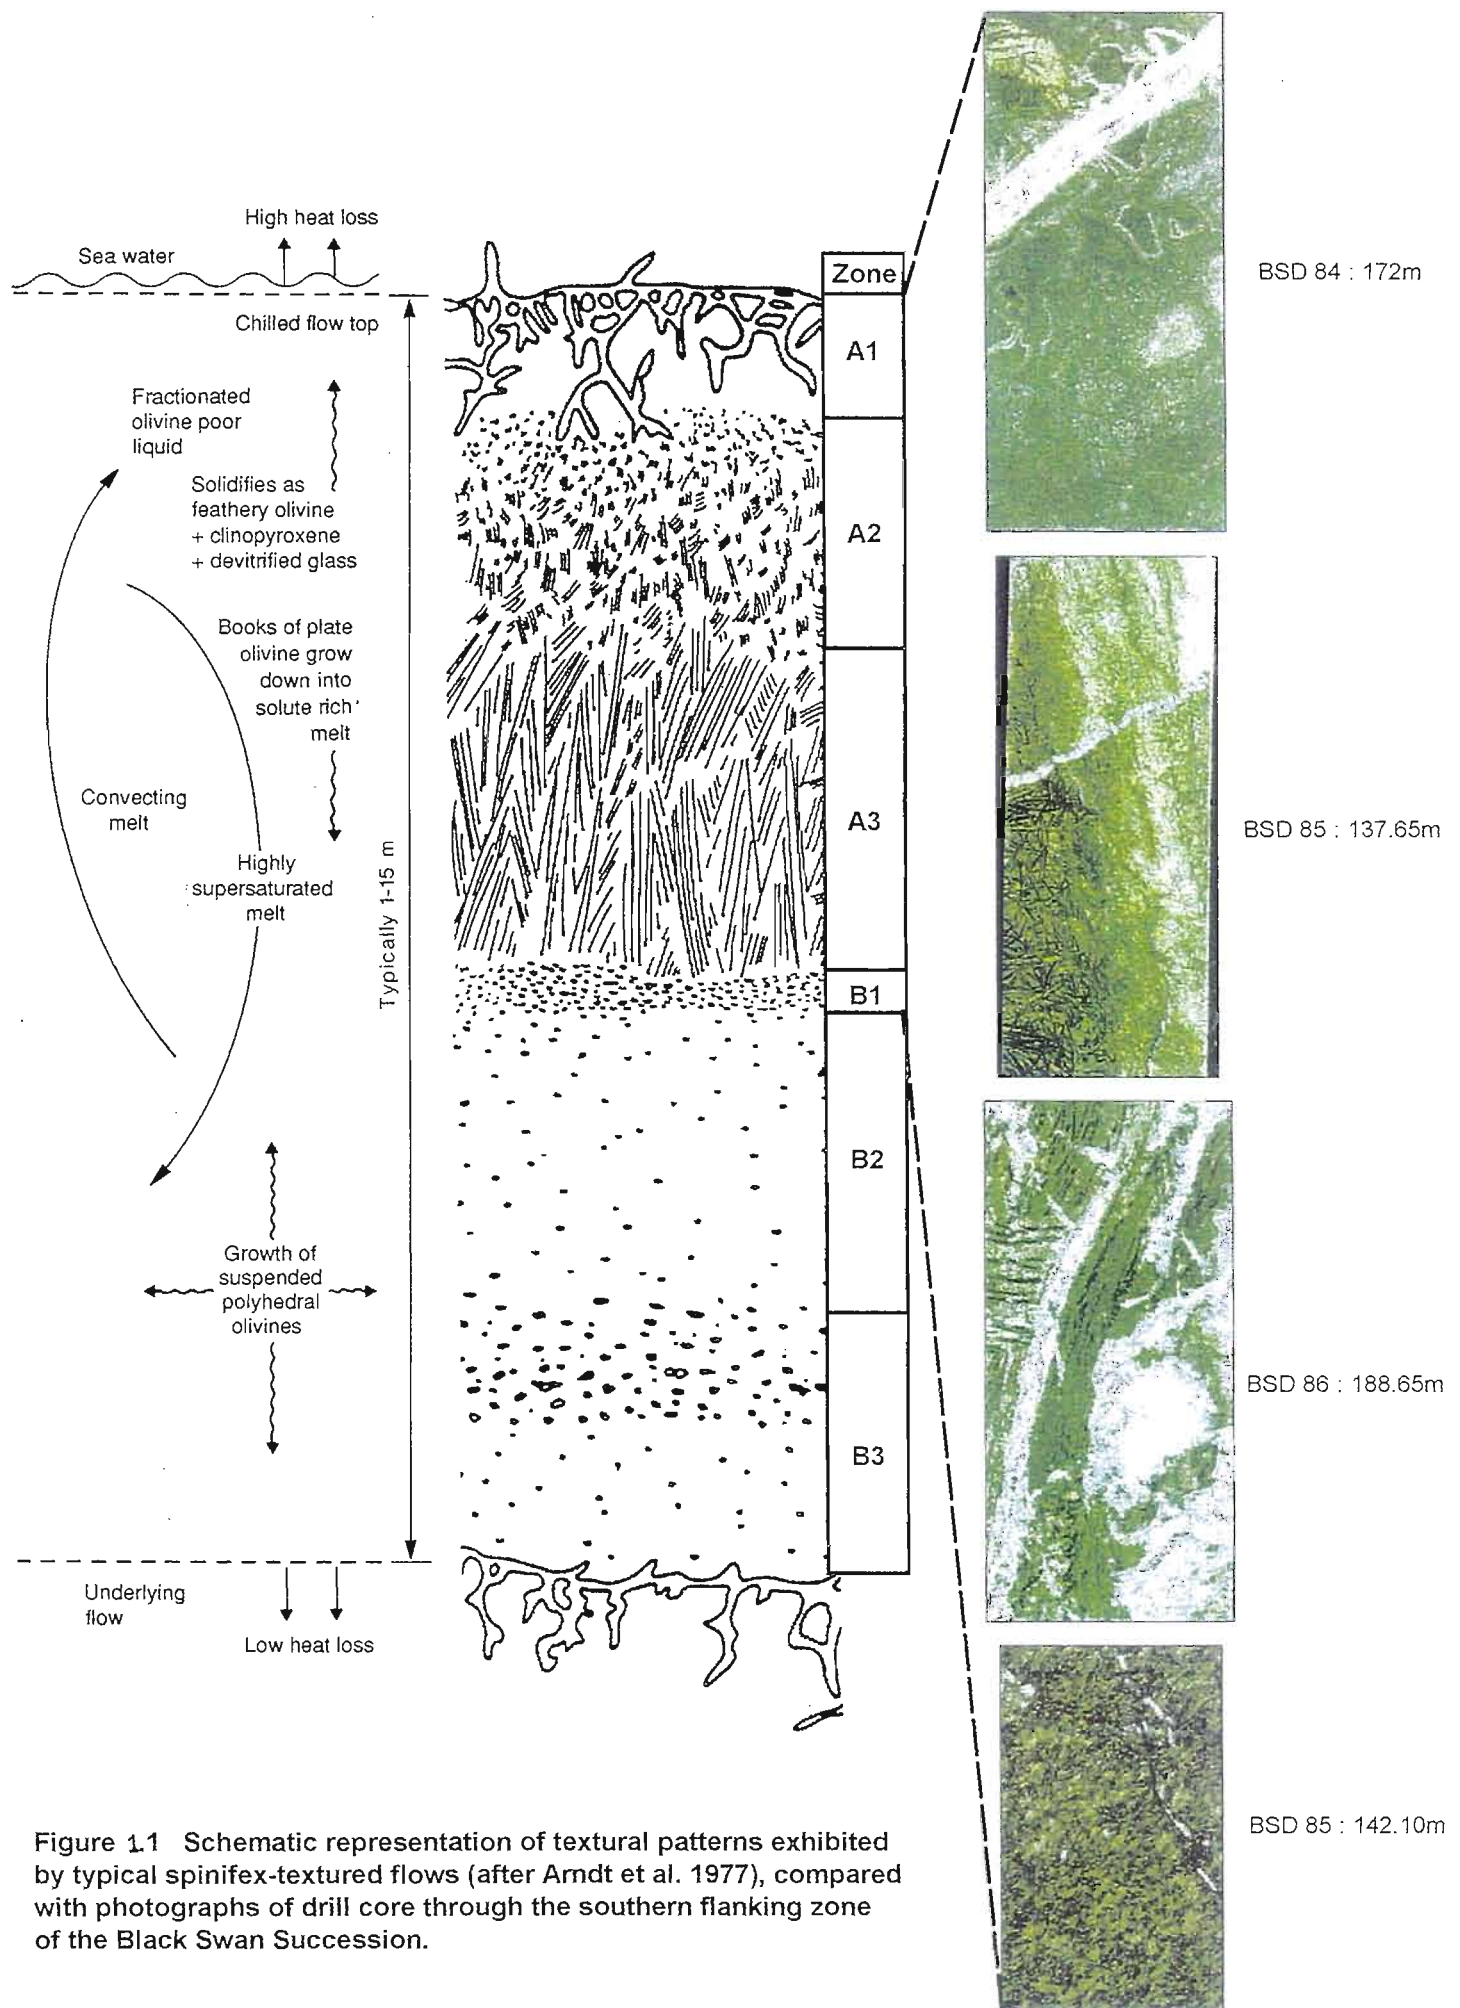 High heat loss
Sea water
Chilled flow top
Fractionated
olivine poor
liquid
Solidifies as
feathery olivine
+ clinopyroxene
+ devitrified glass
Books of plate
olivine grow
down into
solute rich
melt
Convecting
melt
Highly
supersaturated
melt
Typically 1-15 m
Growth of
suspended
polyhedral
olivines
Underlying
flow
Low heat loss
Zone
A1
A2
A3
B1
B2
B3
BSD 84 : 172m
BSD 85 : 137.65m
BSD 86 : 188.65m
BSD 85 : 142.10m
Figure 1.1 Schematic representation of textural patterns exhibited
by typical spinifex-textured flows (after Arndt et al. 1977), compared
with photographs of drill core through the southern flanking zone
of the Black Swan Succession.